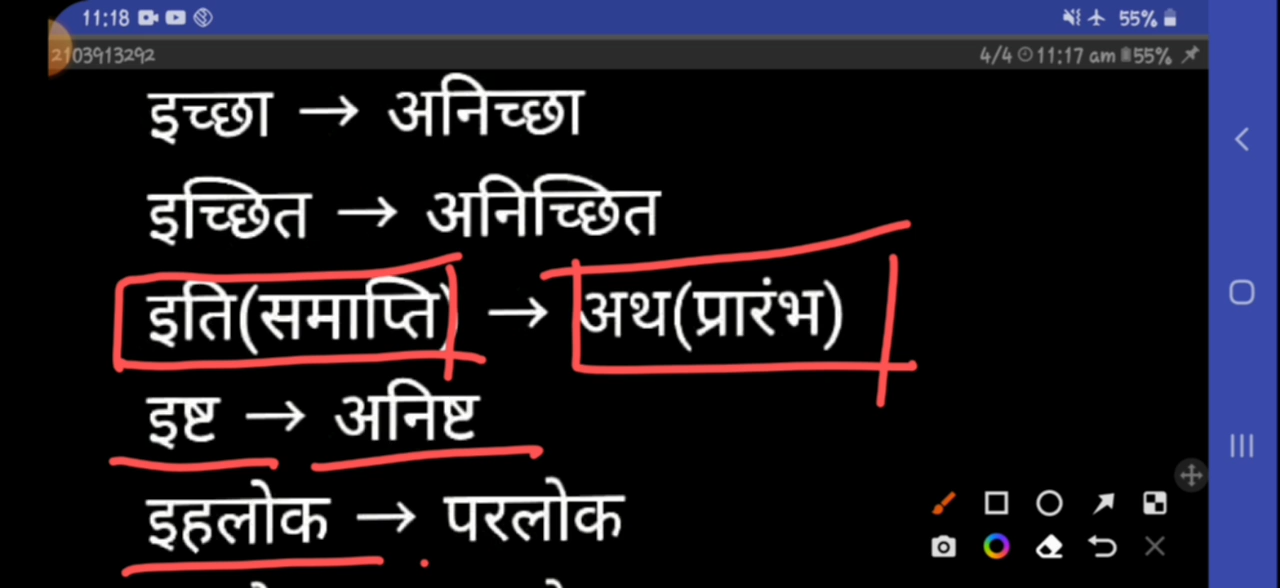 11:18 55%
2103913292 4/4 11:17 am 55%
इच्छा → अनिच्छा
इच्छित → अनिच्छित
इति(समाप्ति) → अथ(प्रारंभ)
इष्ट → अनिष्ट
इहलोक → परलोक